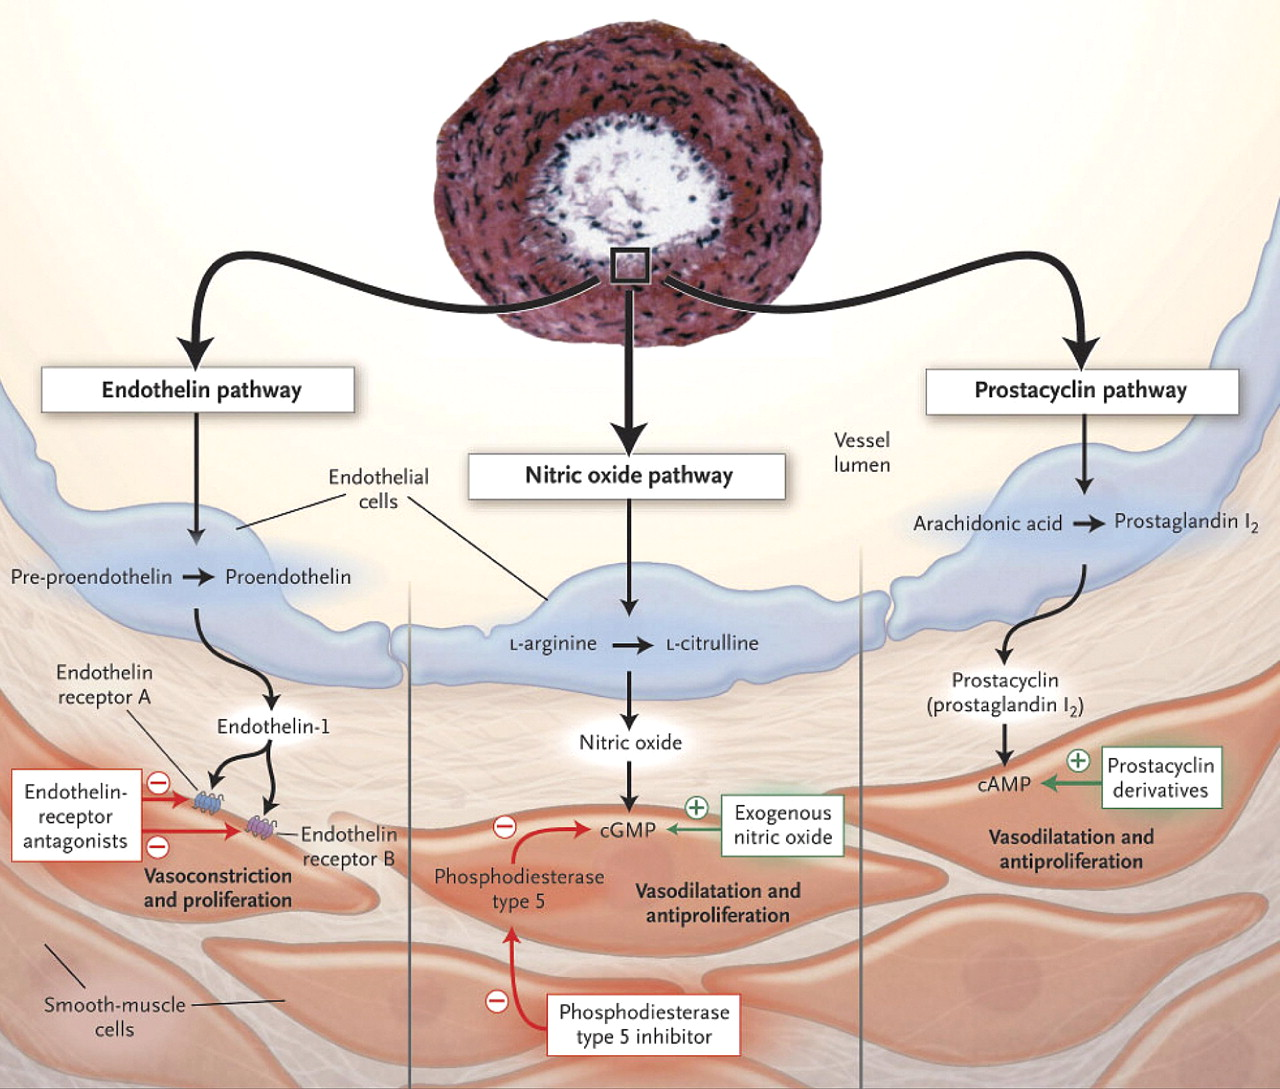 Endothelin pathway
Nitric oxide pathway
Prostacyclin pathway
Vessel
lumen
Endothelial
cells
Pre-proendothelin
Proendothelin
L-arginine
L-citrulline
Arachidonic acid
Prostaglandin I2
Endothelin
receptor A
Endothelin-1
Nitric oxide
Prostacyclin
(prostaglandin I2)
Endothelin-
receptor
antagonists
−
−
Endothelin
receptor B
Vasoconstriction
and proliferation
−
cGMP
+
Exogenous
nitric oxide
Phosphodiesterase
type 5
Vasodilatation and
antiproliferation
−
Phosphodiesterase
type 5 inhibitor
cAMP
+
Prostacyclin
derivatives
Vasodilatation and
antiproliferation
Smooth-muscle
cells